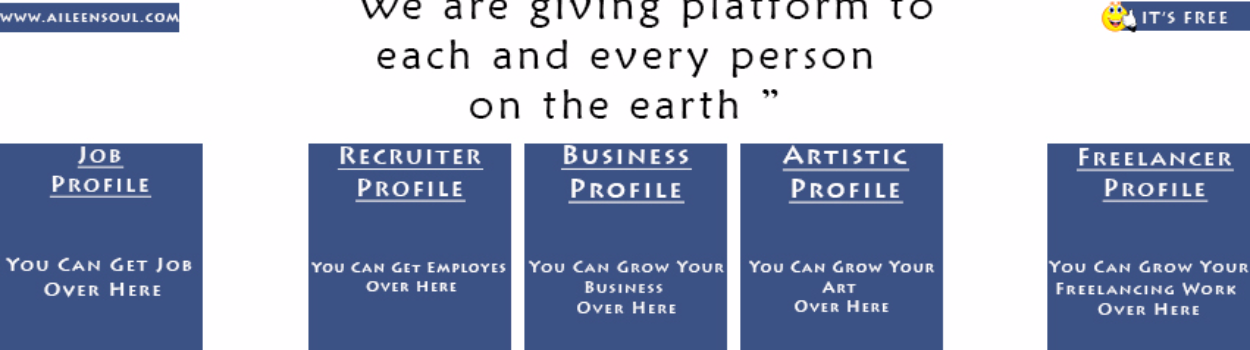 WWW.AILEENSOUL.COM
IT'S FREE
We are giving platform to
each and every person
on the earth ”
JOB
PROFILE
YOU CAN GET JOB
OVER HERE
RECRUITER
PROFILE
YOU CAN GET EMPLOYES
OVER HERE
BUSINESS
PROFILE
YOU CAN GROW YOUR
BUSINESS
OVER HERE
ARTISTIC
PROFILE
YOU CAN GROW YOUR
ART
OVER HERE
FREELANCER
PROFILE
YOU CAN GROW YOUR
FREELANCING WORK
OVER HERE